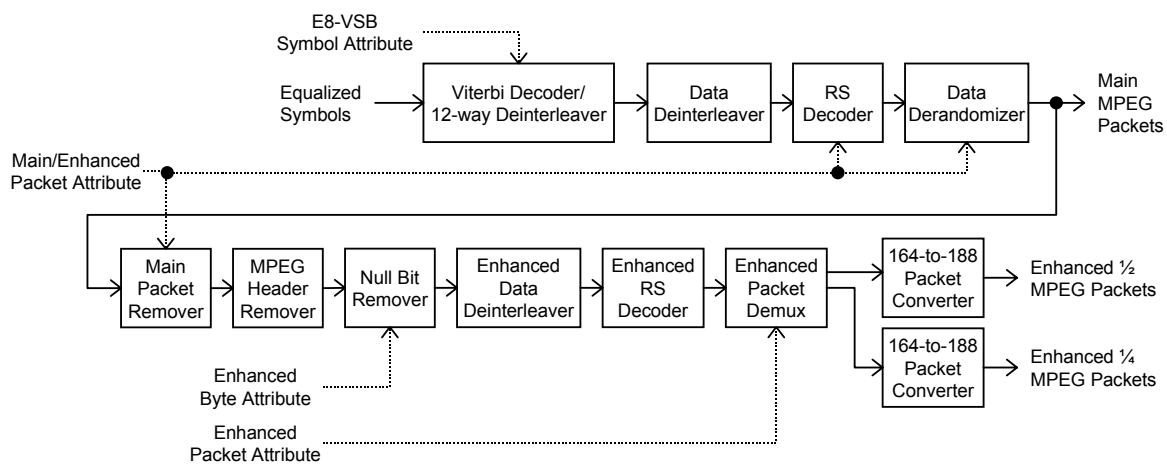 E8-VSB
Symbol Attribute
Equalized
Symbols
Viterbi Decoder/
12-way Deinterleaver
Data
Deinterleaver
RS
Decoder
Data
Derandomizer
Main
MPEG
Packets
Main/Enhanced
Packet Attribute
Main
Packet
Remover
MPEG
Header
Remover
Null Bit
Remover
Enhanced
Data
Deinterleaver
Enhanced
RS
Decoder
Enhanced
Packet
Demux
164-to-188
Packet
Converter
Enhanced ½
MPEG Packets
164-to-188
Packet
Converter
Enhanced ¼
MPEG Packets
Enhanced
Byte Attribute
Enhanced
Packet Attribute